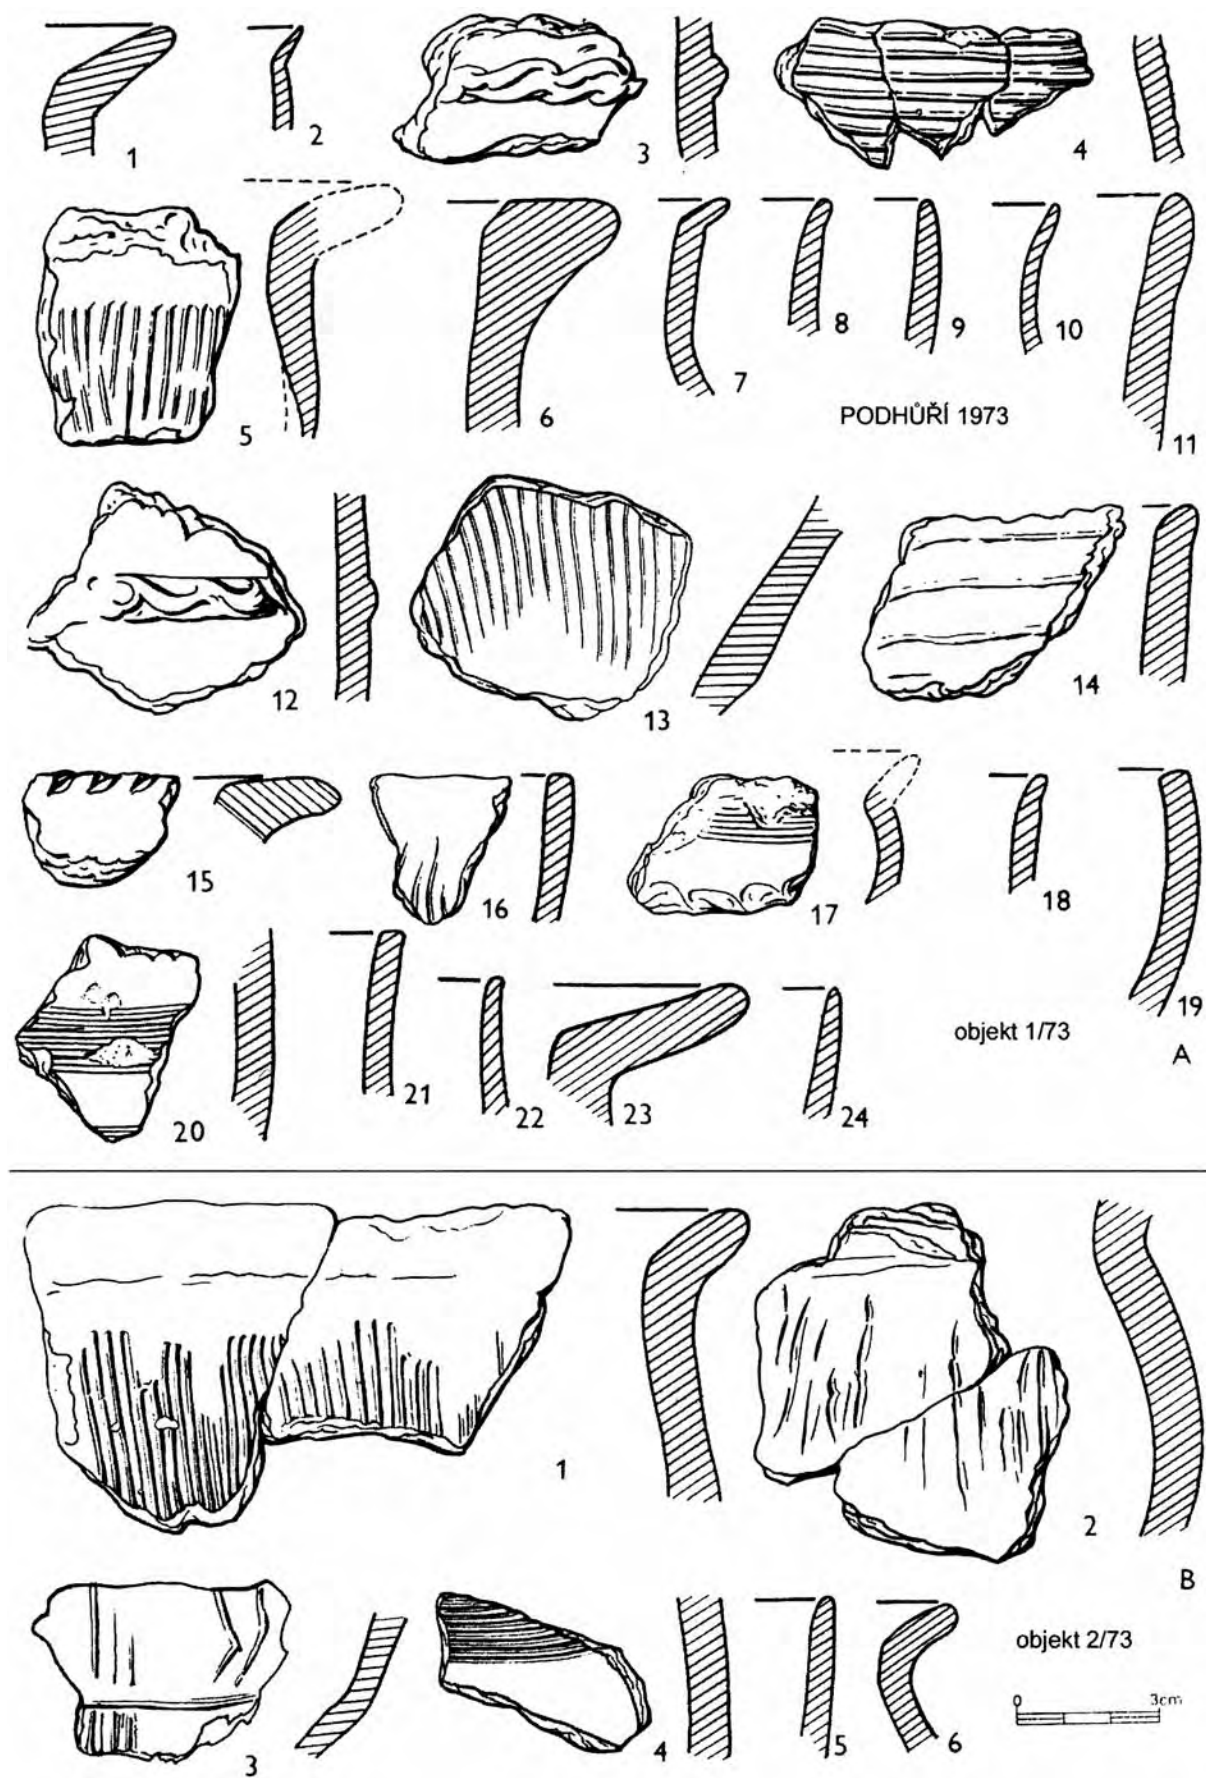 1 2 3 4
5 6 7 8 9 10 11
PODHŮŘÍ 1973
12 13 14
15 16 17 18 19
20 21 22 23 24
objekt 1/73
A
1 2
B
3 4 5 6
objekt 2/73
0 3cm